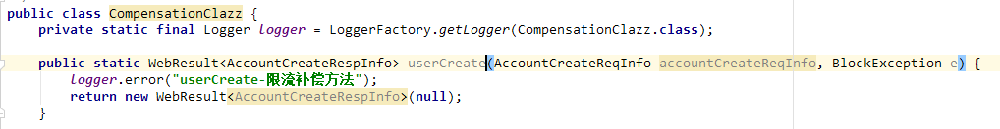 public class CompensationClazz {
private static final Logger logger = LoggerFactory.getLogger(CompensationClazz.class);
public static WebResult<AccountCreateRespInfo> userCreate(AccountCreateReqInfo accountCreateReqInfo, BlockException e) {
logger.error("userCreate-限流补偿方法");
return new WebResult<AccountCreateRespInfo>(null);
}